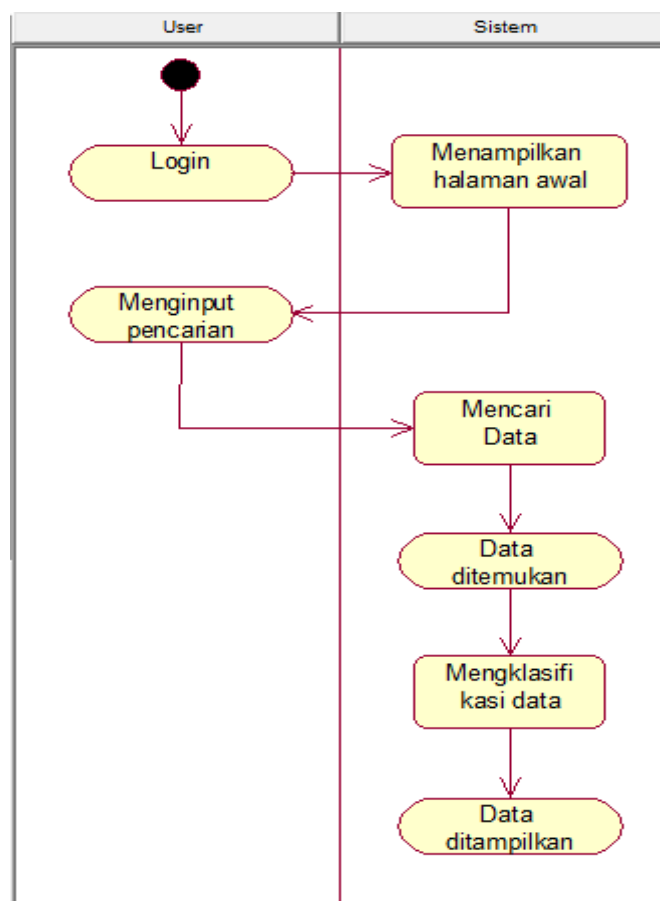 User
Sistem
Login
Menampilkan
halaman awal
Menginput
pencarian
Mencari
Data
Data
ditemukan
Mengklasifi
kasi data
Data
ditampilkan